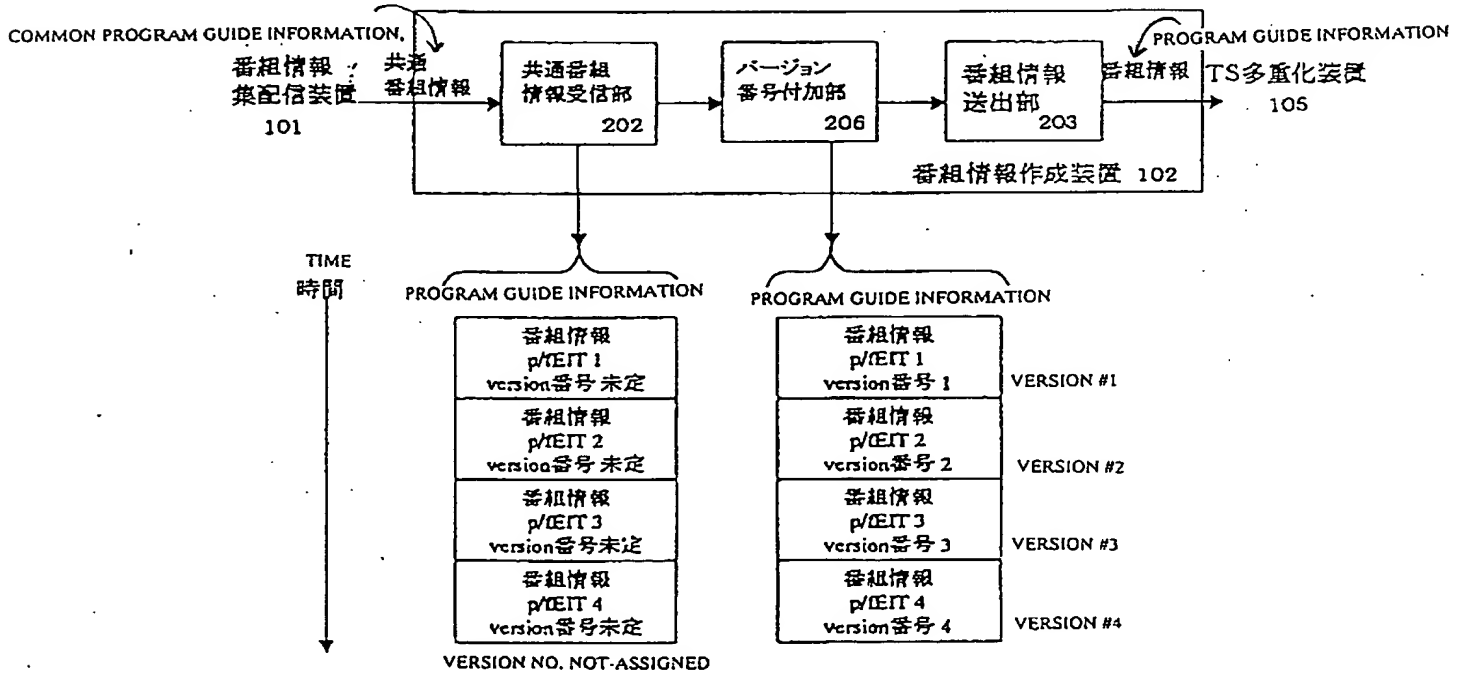 COMMON PROGRAM GUIDE INFORMATION,
番組情報
集配信装置
101
共通
番組情報
共通番組
情報受信部
202
バージョン
番号付加部
206
番組情報
送出部
203
PROGRAM GUIDE INFORMATION
番組情報
TS多重化装置
105
番組情報作成装置 102
TIME
時間
PROGRAM GUIDE INFORMATION
番組情報
p/fEIT 1
version番号 未定
番組情報
p/fEIT 2
version番号 未定
番組情報
p/fEIT 3
version番号未定
番組情報
p/fEIT 4
version番号未定
VERSION NO. NOT-ASSIGNED
PROGRAM GUIDE INFORMATION
番組情報
p/fEIT 1
version番号 1
VERSION #1
番組情報
p/fEIT 2
version番号 2
VERSION #2
番組情報
p/fEIT 3
version番号 3
VERSION #3
番組情報
p/fEIT 4
version番号 4
VERSION #4